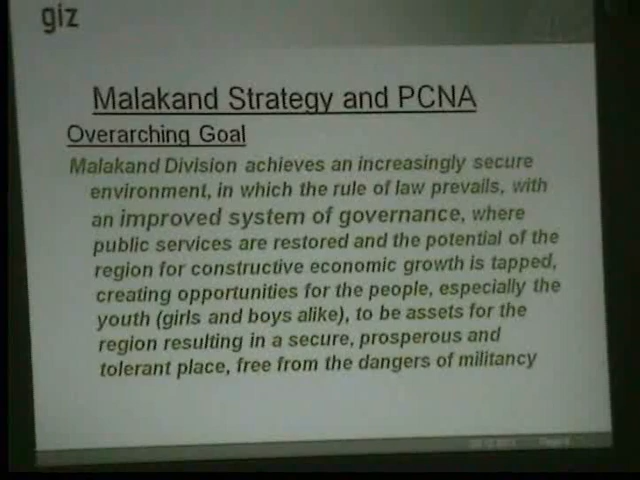 giz
Malakand Strategy and PCNA
Overarching Goal
Malakand Division achieves an increasingly secure
environment, in which the rule of law prevails, with
an improved system of governance, where
public services are restored and the potential of the
region for constructive economic growth is tapped,
creating opportunities for the people, especially the
youth (girls and boys alike), to be assets for the
region resulting in a secure, prosperous and
tolerant place, free from the dangers of militancy